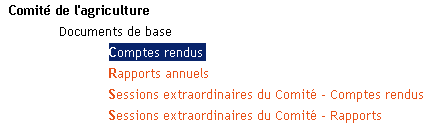 Comité de l'agriculture
Documents de base
Comptes rendus
Rapports annuels
Sessions extraordinaires du Comité - Comptes rendus
Sessions extraordinaires du Comité - Rapports